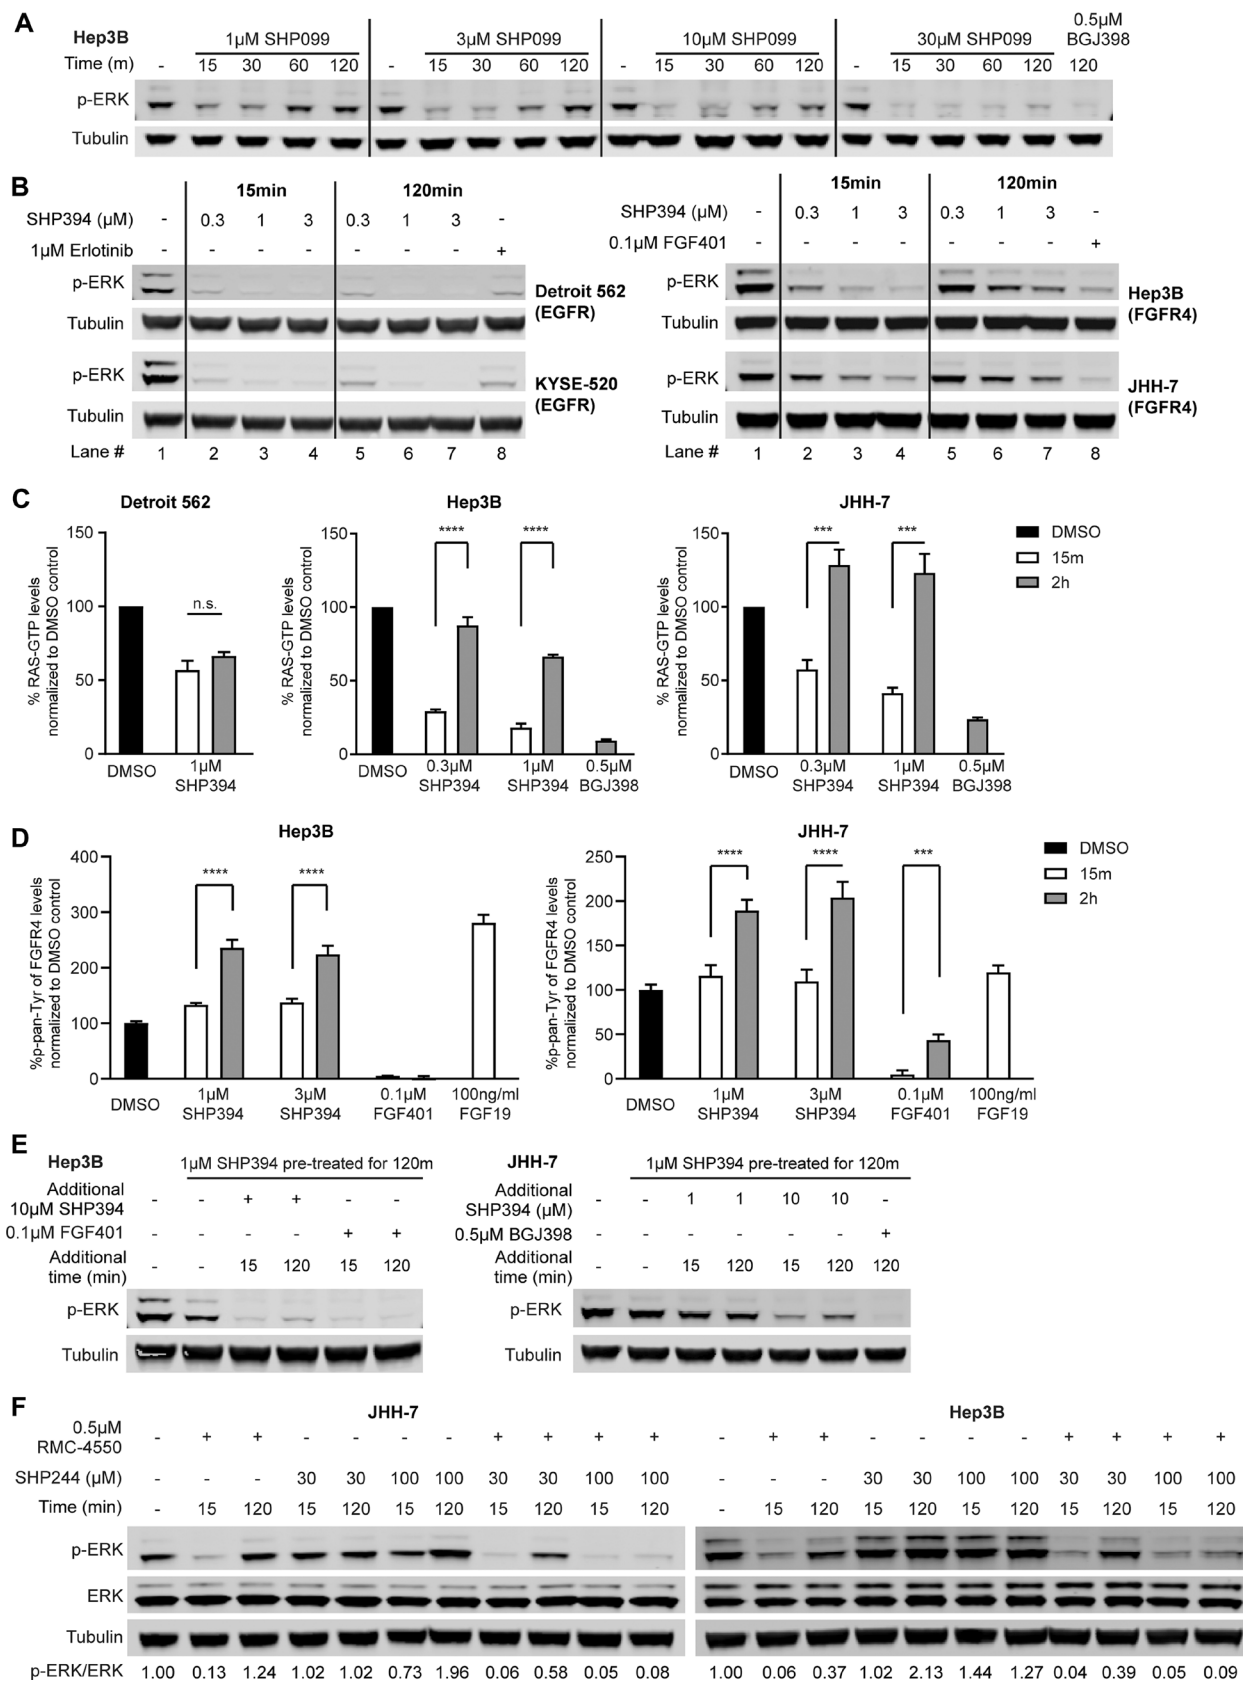 A
Hep3B 1µM SHP099 3µM SHP099 10µM SHP099 30µM SHP099 0.5µM BGJ398
Time (m) - 15 30 60 120 - 15 30 60 120 - 15 30 60 120 - 15 30 60 120 120
p-ERK
Tubulin
B
15min 120min
SHP394 (µM) - 0.3 1 3 0.3 1 3 -
1µM Erlotinib - - - - - - - +
p-ERK
Detroit 562
(EGFR)
Tubulin
p-ERK
KYSE-520
(EGFR)
Tubulin
Lane # 1 2 3 4 5 6 7 8
15min 120min
SHP394 (µM) - 0.3 1 3 0.3 1 3 -
0.1µM FGF401 - - - - - - - +
p-ERK
Hep3B
(FGFR4)
Tubulin
p-ERK
JHH-7
(FGFR4)
Tubulin
Lane # 1 2 3 4 5 6 7 8
C
Detroit 562
% RAS-GTP levels
normalized to DMSO control
150
100
50
0
n.s.
DMSO 1µM
SHP394
Hep3B
% RAS-GTP levels
normalized to DMSO control
150
100
50
0
**** ****
DMSO 0.3µM 1µM 0.5µM
SHP394 SHP394 BGJ398
JHH-7
% RAS-GTP levels
normalized to DMSO control
150
100
50
0
*** ***
DMSO 0.3µM 1µM 0.5µM
SHP394 SHP394 BGJ398
DMSO
15m
2h
D
Hep3B
%p-pan-Tyr of FGFR4 levels
normalized to DMSO control
400
300
200
100
0
**** ****
DMSO 1µM 3µM 0.1µM 100ng/ml
SHP394 SHP394 FGF401 FGF19
JHH-7
%p-pan-Tyr of FGFR4 levels
normalized to DMSO control
250
200
150
100
50
0
**** **** ***
DMSO 1µM 3µM 0.1µM 100ng/ml
SHP394 SHP394 FGF401 FGF19
DMSO
15m
2h
E
Hep3B 1µM SHP394 pre-treated for 120m
Additional
10µM SHP394 - - + + - -
0.1µM FGF401 - - - - + +
Additional
time (min) - - 15 120 15 120
p-ERK
Tubulin
JHH-7 1µM SHP394 pre-treated for 120m
Additional
SHP394 (µM) - - 1 1 10 10 -
0.5µM BGJ398 - - - - - - +
Additional
time (min) - - 15 120 15 120 120
p-ERK
Tubulin
F
JHH-7 Hep3B
0.5µM
RMC-4550 - + + - - - - + + + + - + + - - - - + + + +
SHP244 (µM) - - - 30 30 100 100 30 30 100 100 - - - 30 30 100 100 30 30 100 100
Time (min) - 15 120 15 120 15 120 15 120 15 120 - 15 120 15 120 15 120 15 120 15 120
p-ERK
ERK
Tubulin
p-ERK/ERK 1.00 0.13 1.24 1.02 1.02 0.73 1.96 0.06 0.58 0.05 0.08 1.00 0.06 0.37 1.02 2.13 1.44 1.27 0.04 0.39 0.05 0.09